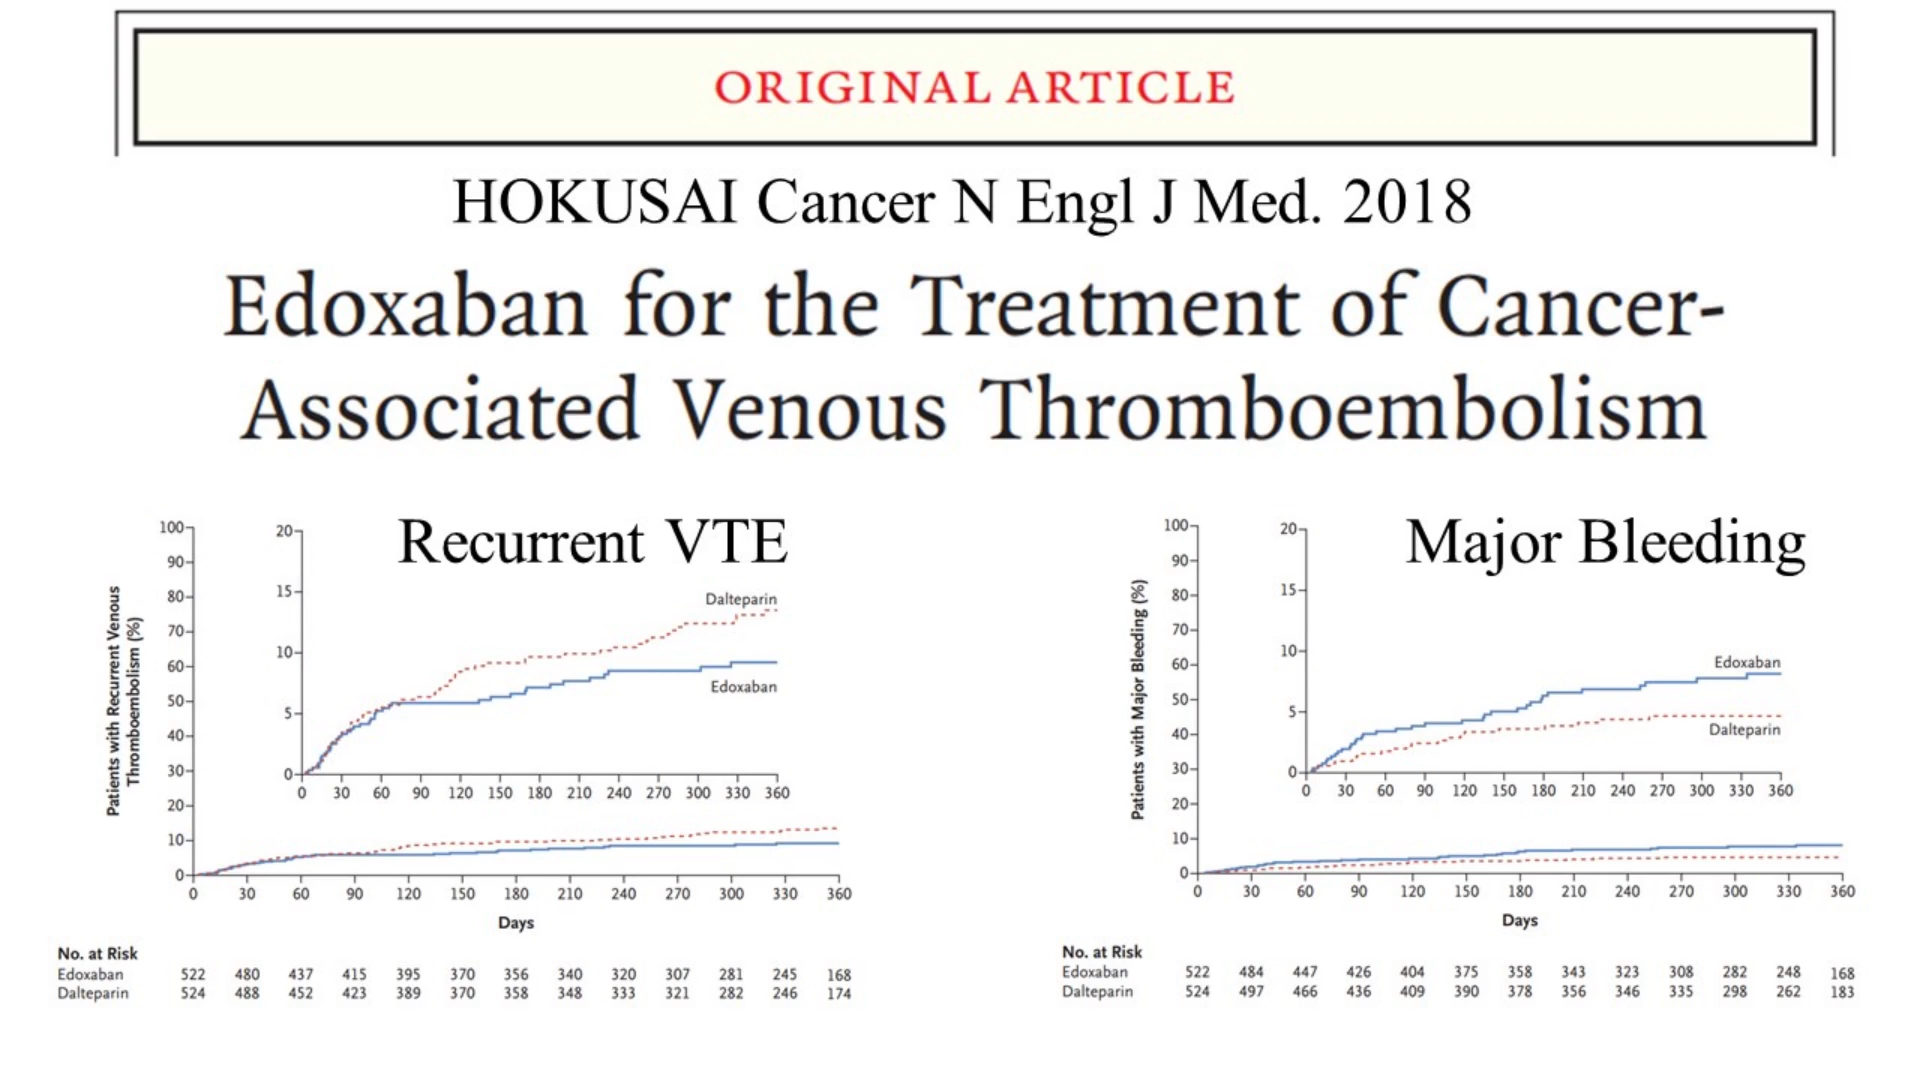 ORIGINAL ARTICLE
HOKUSAI Cancer N Engl J Med. 2018
Edoxaban for the Treatment of Cancer-
Associated Venous Thromboembolism
Recurrent VTE
Patients with Recurrent Venous
Thromboembolism (%)
100
90
80
70
60
50
40
30
20
10
0
20
15
10
5
0
Dalteparin
Edoxaban
0 30 60 90 120 150 180 210 240 270 300 330 360
0 30 60 90 120 150 180 210 240 270 300 330 360
Days
No. at Risk
Edoxaban 522 480 437 415 395 370 356 340 320 307 281 245 168
Dalteparin 524 488 452 423 389 370 358 348 333 321 282 246 174
Major Bleeding
Patients with Major Bleeding (%)
100
90
80
70
60
50
40
30
20
10
0
20
15
10
5
0
Edoxaban
Dalteparin
0 30 60 90 120 150 180 210 240 270 300 330 360
0 30 60 90 120 150 180 210 240 270 300 330 360
Days
No. at Risk
Edoxaban 522 484 447 426 404 375 358 343 323 308 282 248 168
Dalteparin 524 497 466 436 409 390 378 356 346 335 298 262 183